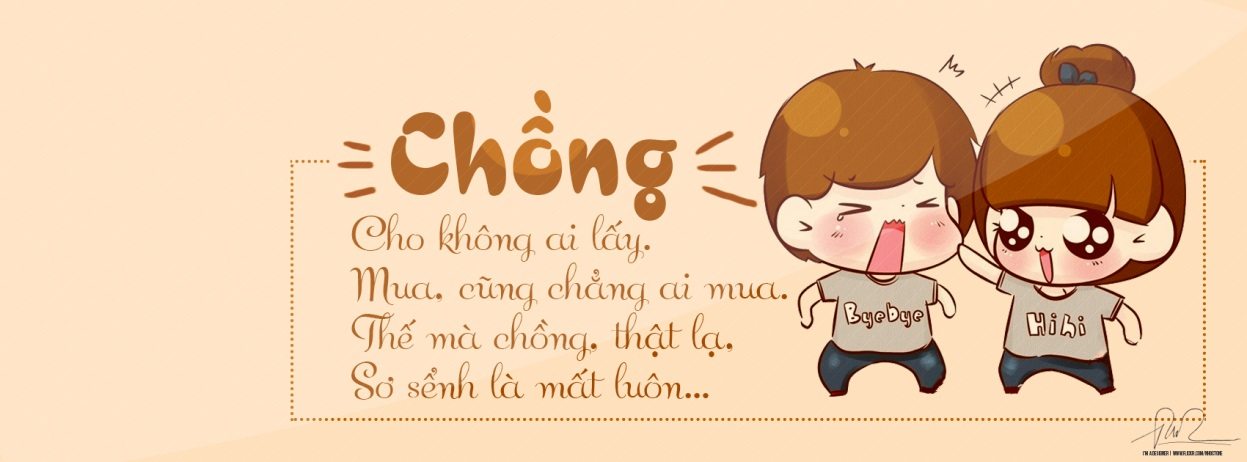 Chồng
Cho không ai lấy.
Mua, cũng chẳng ai mua.
Thế mà chồng, thật lạ,
Sơ sểnh là mất luôn...
Byebye
Hihi